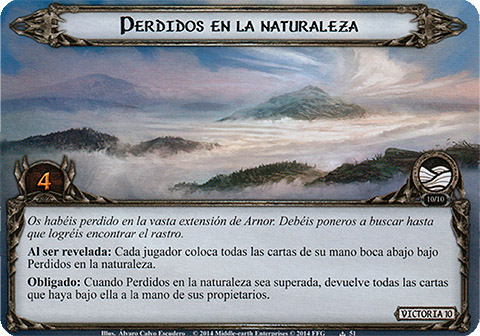 Perdidos en la naturaleza
4
10/10
Os habéis perdido en la vasta extensión de Arnor. Debéis poneros a buscar hasta
que logréis encontrar el rastro.
Al ser revelada: Cada jugador coloca todas las cartas de su mano boca abajo bajo
Perdidos en la naturaleza.
Obligado: Cuando Perdidos en la naturaleza sea superada, devuelve todas las cartas
que haya bajo ella a la mano de sus propietarios.
Victoria 10
Illus. Álvaro Calvo Escudero © 2014 Middle-earth Enterprises © 2014 FFG 51